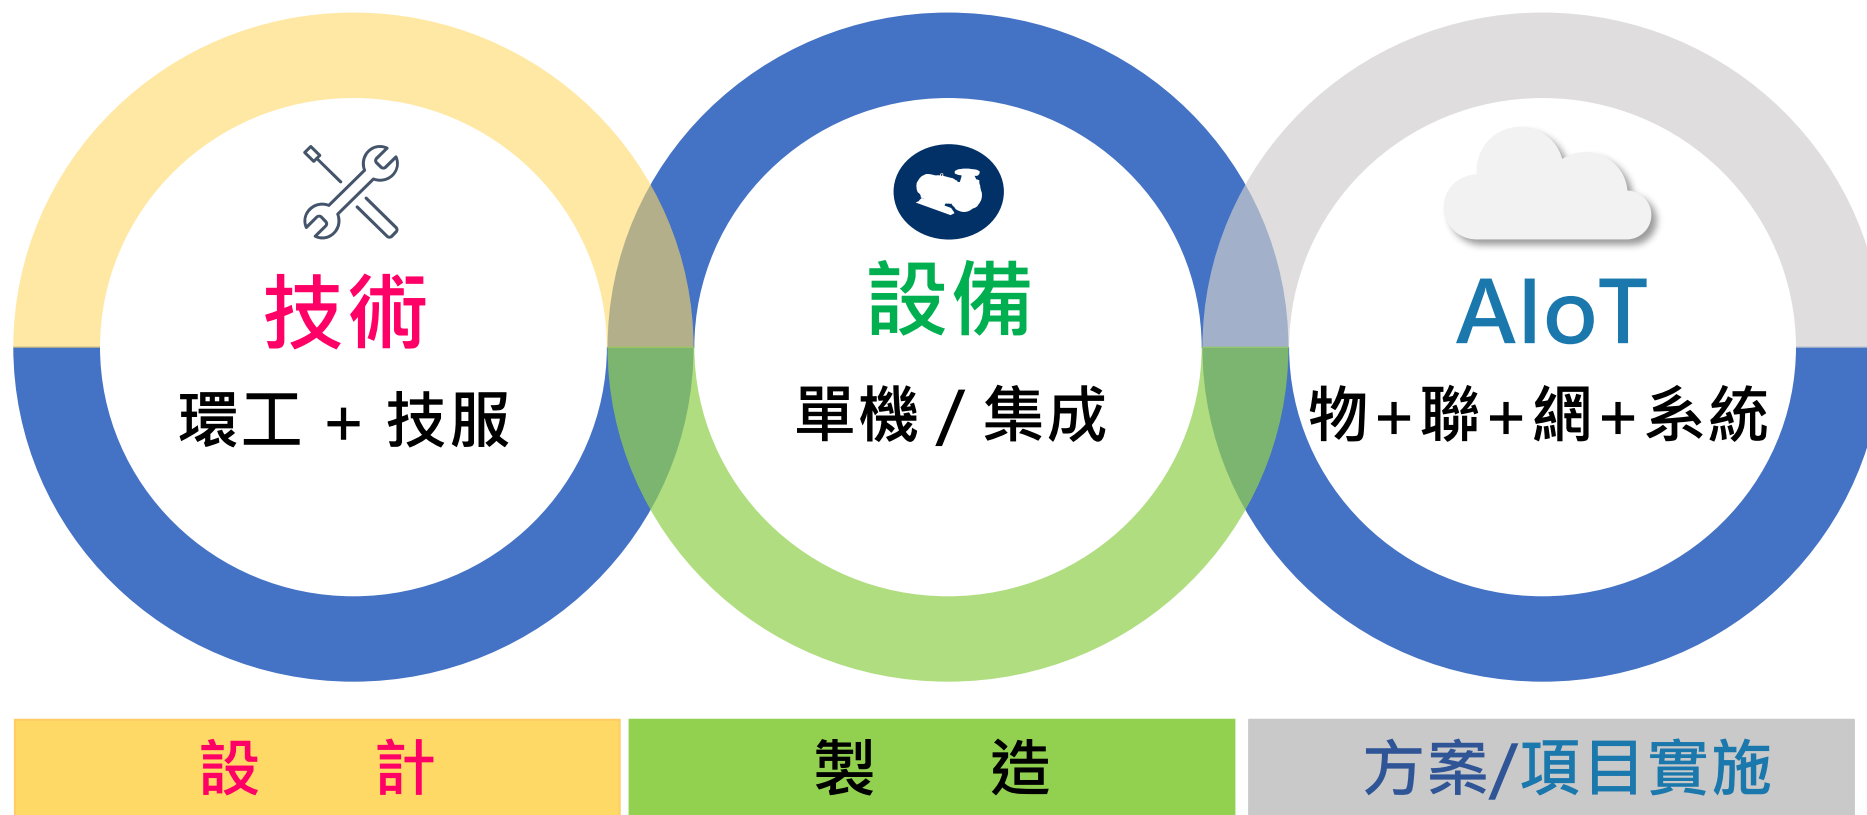 技術
環工 + 技服
設備
單機 / 集成
AIoT
物+聯+網+系統
設 計
製 造
方案/項目實施